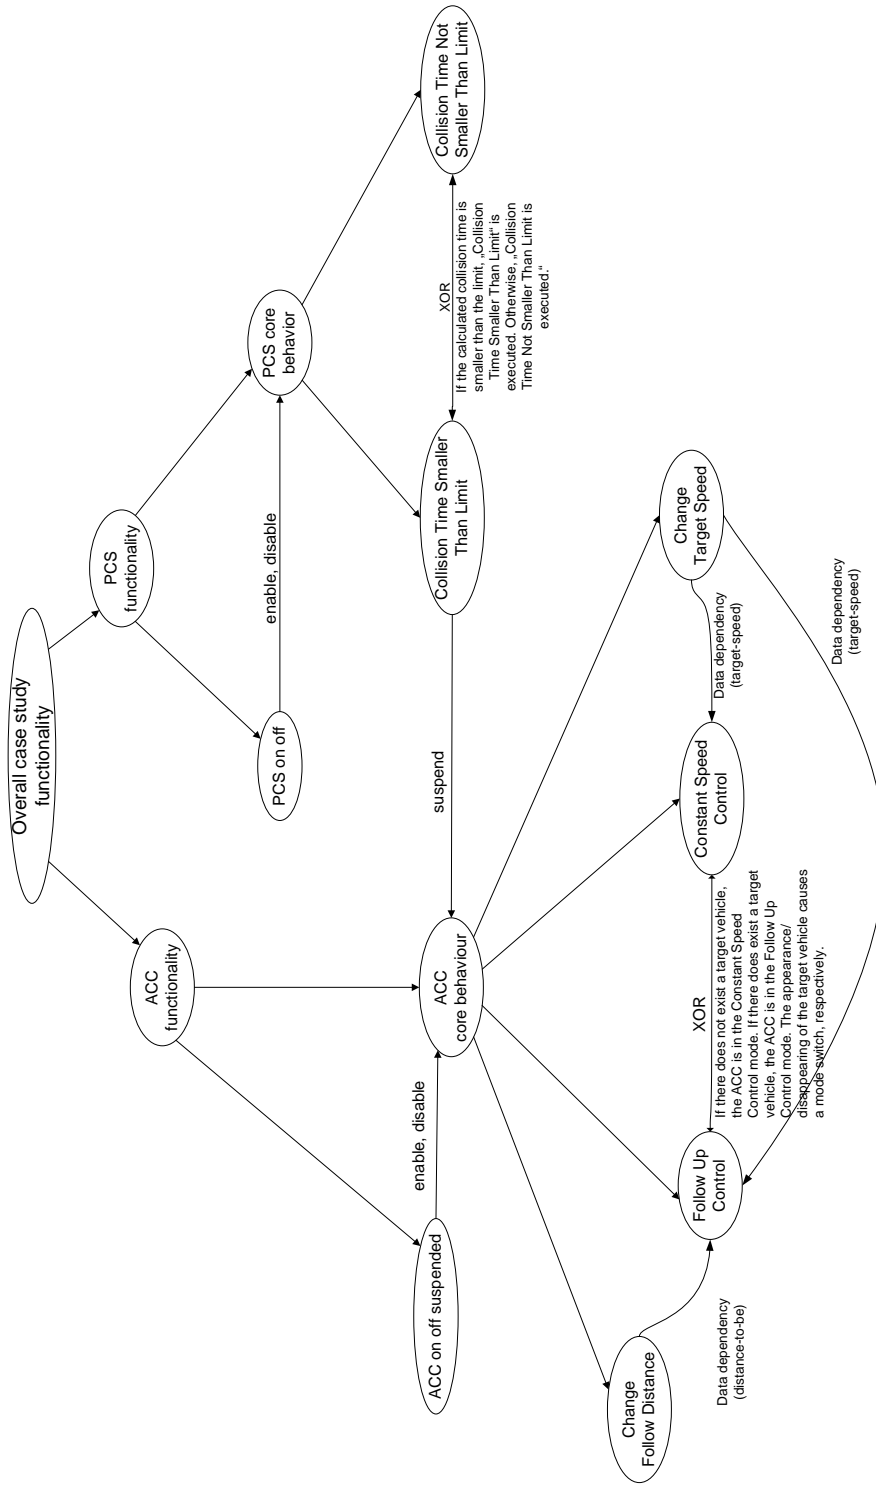 Overall case study
functionality
ACC
functionality
PCS
functionality
ACC on off suspended
enable, disable
ACC
core behaviour
suspend
PCS on off
enable, disable
PCS core
behavior
Collision Time Smaller
Than Limit
XOR
If the calculated collision time is
smaller than the limit, „Collision
Time Smaller Than Limit“ is
executed. Otherwise, „Collision
Time Not Smaller Than Limit is
executed.“
Collision Time Not
Smaller Than Limit
Change
Follow Distance
Data dependency
(distance-to-be)
Follow Up
Control
XOR
If there does not exist a target vehicle,
the ACC is in the Constant Speed
Control mode. If there does exist a target
vehicle, the ACC is in the Follow Up
Control mode. The appearance/
disappearing of the target vehicle causes
a mode switch, respectively.
Constant Speed
Control
Data dependency
(target-speed)
Change
Target Speed
Data dependency
(target-speed)